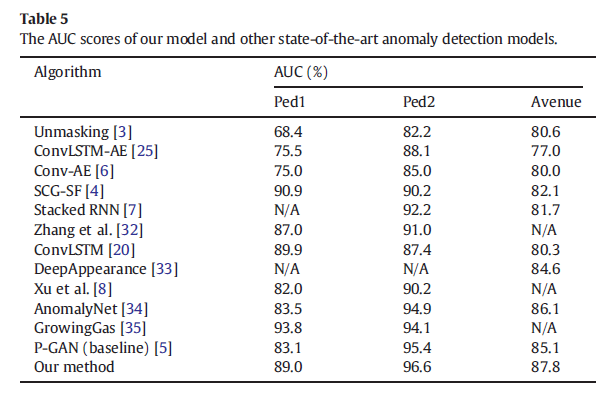 Table 5
The AUC scores of our model and other state-of-the-art anomaly detection models.
Algorithm AUC (%)
Ped1 Ped2 Avenue
Unmasking [3] 68.4 82.2 80.6
ConvLSTM-AE [25] 75.5 88.1 77.0
Conv-AE [6] 75.0 85.0 80.0
SCG-SF [4] 90.9 90.2 82.1
Stacked RNN [7] N/A 92.2 81.7
Zhang et al. [32] 87.0 91.0 N/A
ConvLSTM [20] 89.9 87.4 80.3
DeepAppearance [33] N/A N/A 84.6
Xu et al. [8] 82.0 90.2 N/A
AnomalyNet [34] 83.5 94.9 86.1
GrowingGas [35] 93.8 94.1 N/A
P-GAN (baseline) [5] 83.1 95.4 85.1
Our method 89.0 96.6 87.8